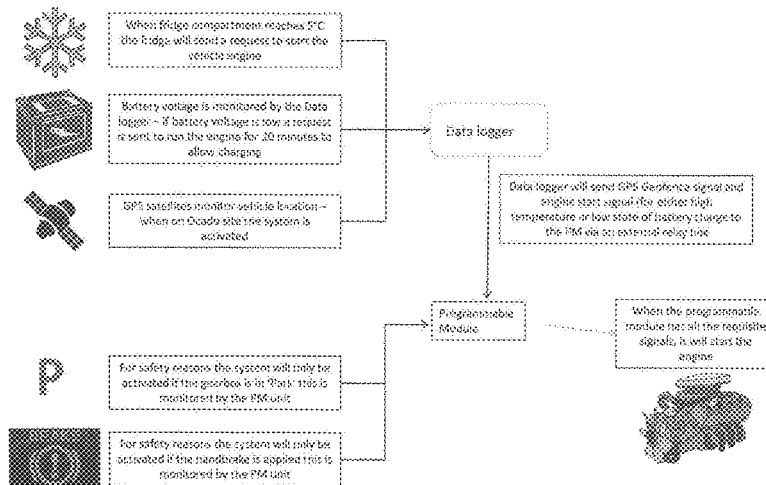 When fridge compartment reaches 5°C
the fridge will send a request to start the
vehicle engine
Battery voltage is monitored by the Data
logger – if battery voltage is low a request
is sent to run the engine for 20 minutes to
allow charging
GPS satellites monitor vehicle location –
when on Ocado site the system is
activated
Data logger
Data logger will send GPS Geofence signal and
engine start signal (for either high
temperature or low state of battery charge to
the PM via an external relay box
Programmable
Module
When the programmable
module has all the requisite
signals, is will start the
engine
P
For safety reasons the system will only be
activated if the gearbox is in 'Park' this is
monitored by the PM unit
For safety reasons the system will only be
activated if the handbrake is applied this is
monitored by the PM unit